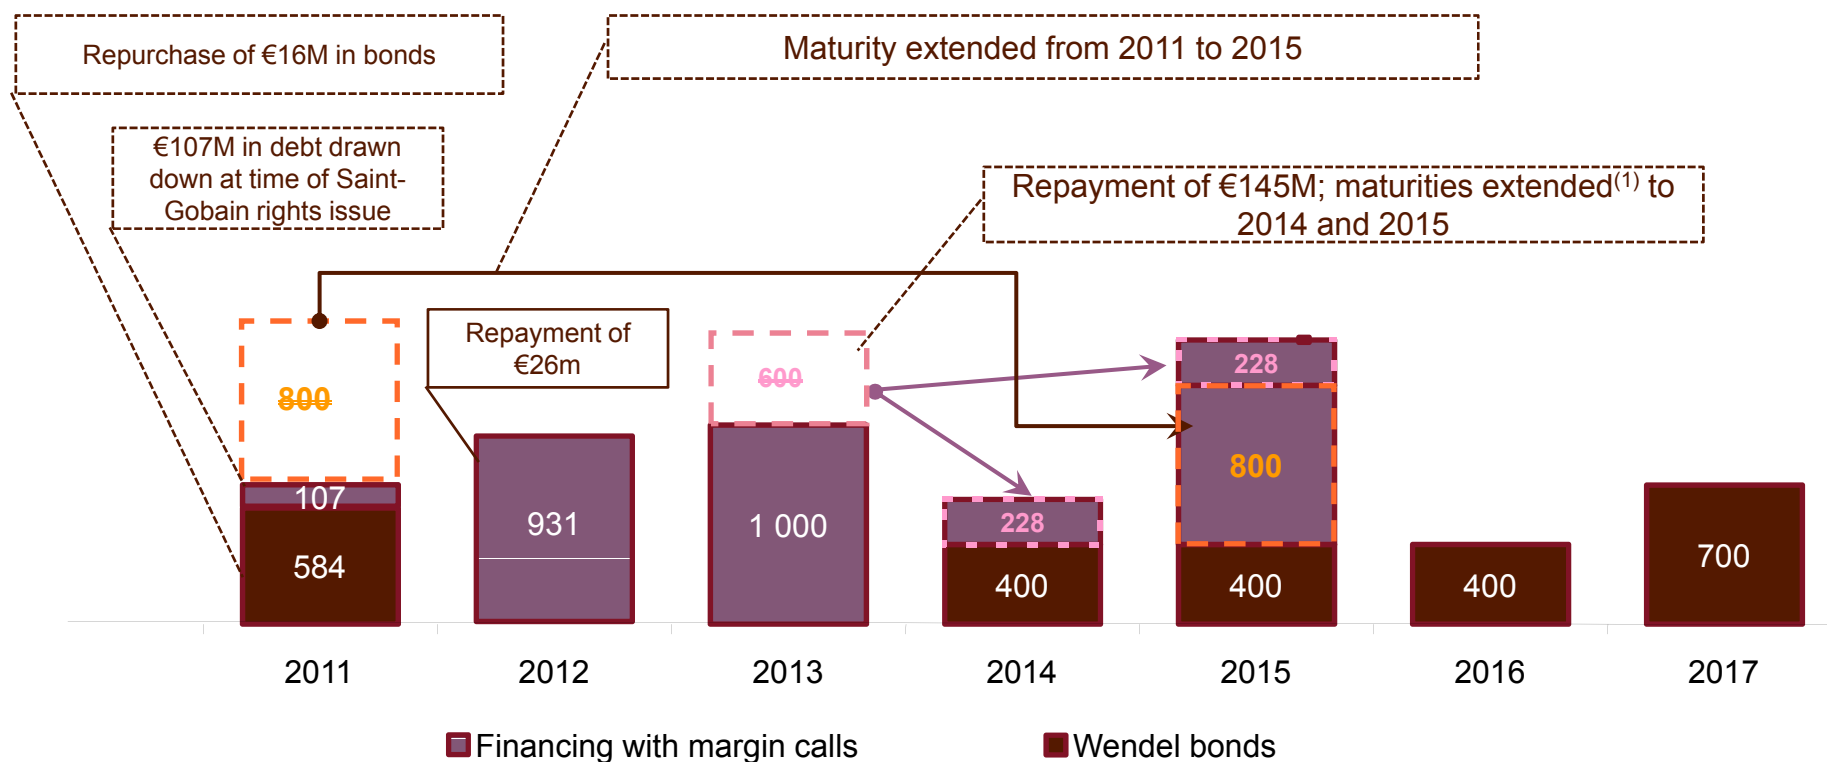 Repurchase of €16M in bonds
Maturity extended from 2011 to 2015
€107M in debt drawn
down at time of Saint-
Gobain rights issue
Repayment of €145M; maturities extended(1) to
2014 and 2015
Repayment of
€26m
800
600
228
107
584
931
1 000
228
400
800
400
400
700
2011
2012
2013
2014
2015
2016
2017
Financing with margin calls
Wendel bonds